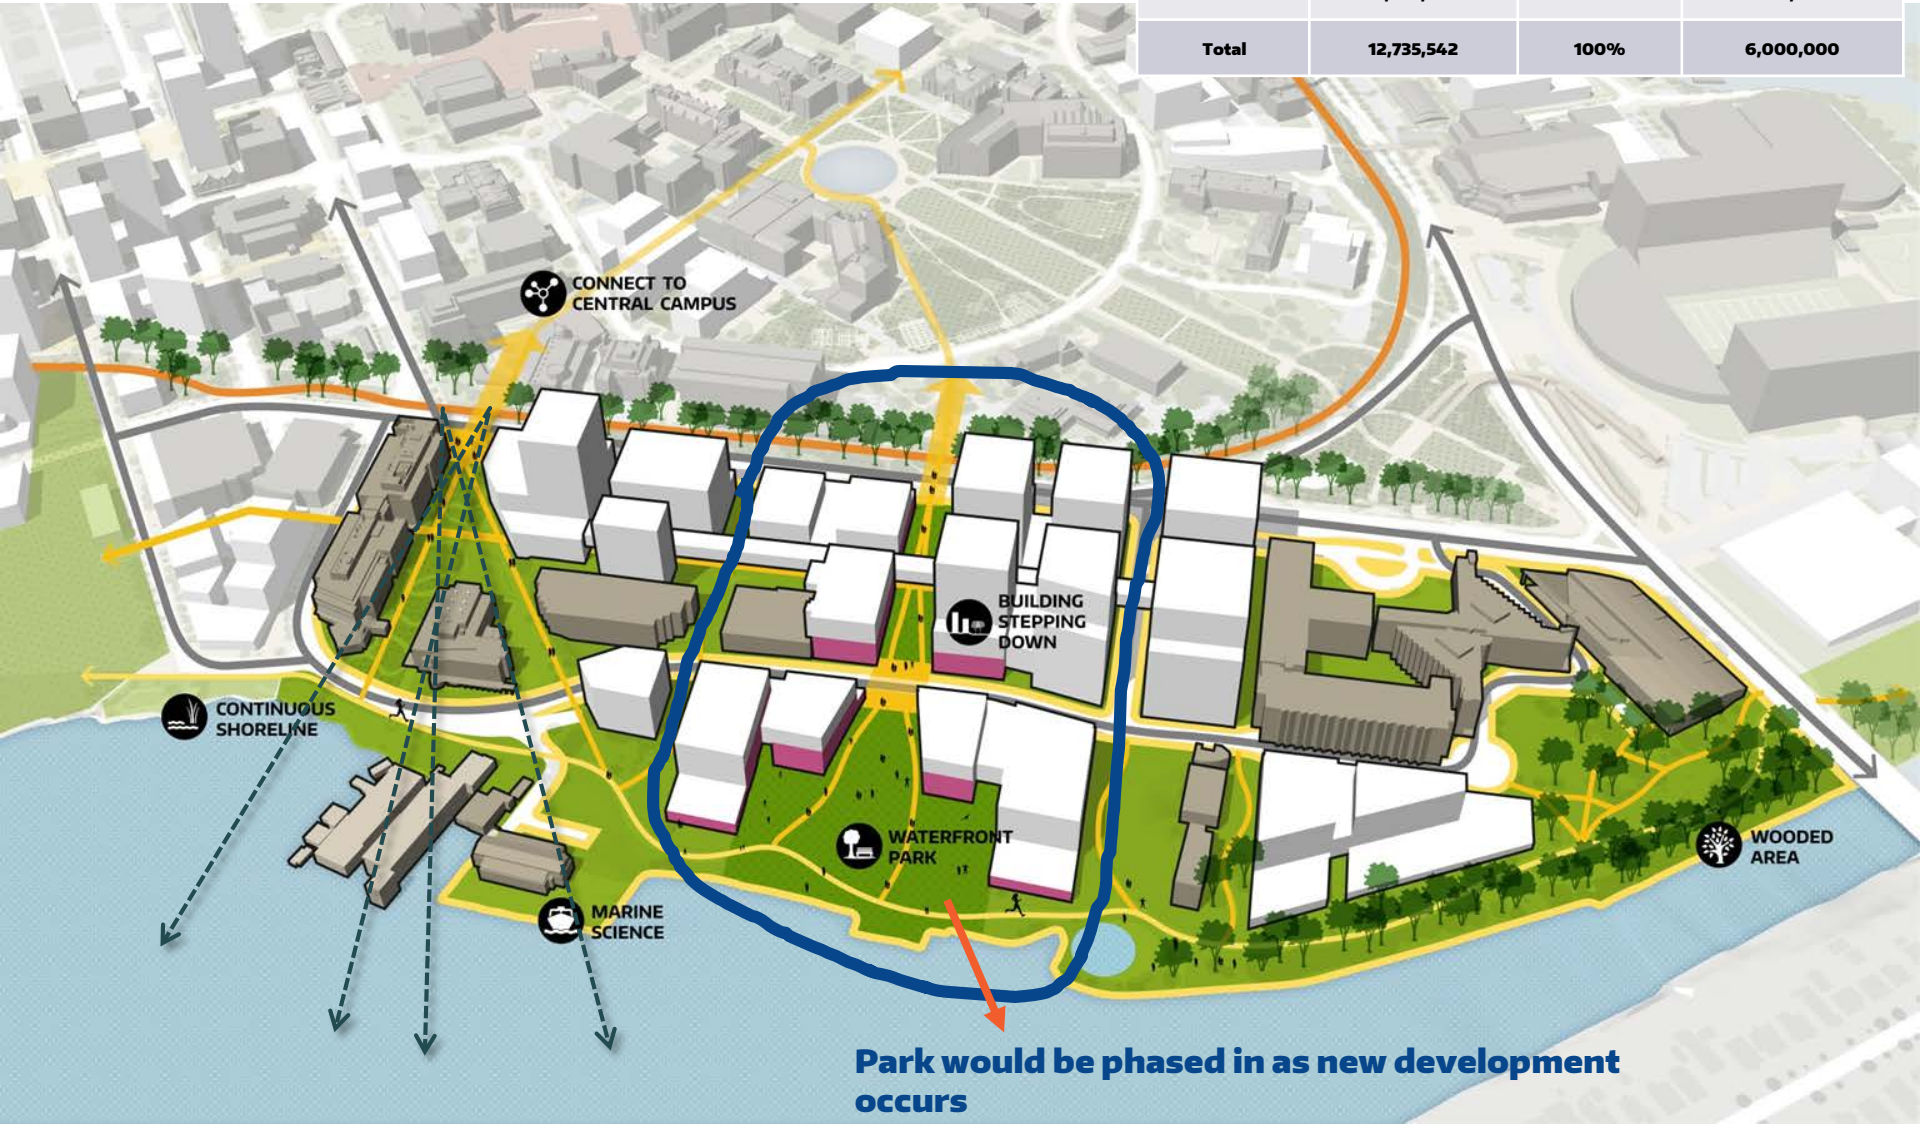 Total 12,735,542 100% 6,000,000
CONNECT TO
CENTRAL CAMPUS
BUILDING
STEPPING
DOWN
CONTINUOUS
SHORELINE
WATERFRONT
PARK
WOODED
AREA
MARINE
SCIENCE
Park would be phased in as new development
occurs